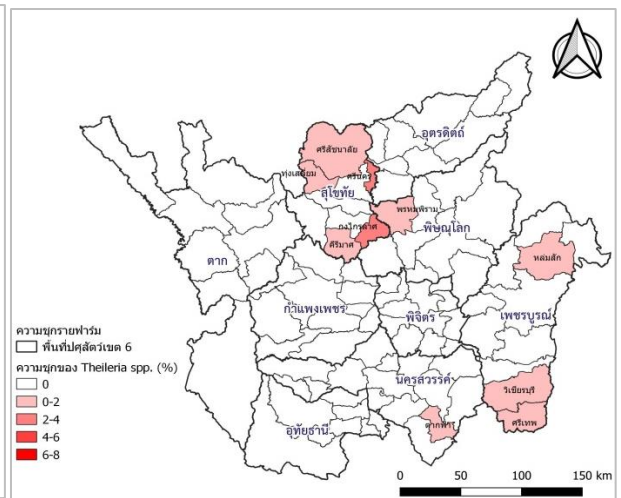 อุตรดิตถ์
ศรีสัชนาลัย
ทุ่งเสลี่ยม
ศรีนคร
สุโขทัย
พรหมพิราม
กงไกรลาศ
พิษณุโลก
คีรีมาศ
ตาก
หล่มสัก
กำแพงเพชร
พิจิตร
เพชรบูรณ์
ความชุกรายฟาร์ม
พื้นที่ปศุสัตว์เขต 6
ความชุกของ Theileria spp. (%)
0
0-2
2-4
4-6
6-8
นครสวรรค์
วิเชียรบุรี
ตากฟ้า
ศรีเทพ
อุทัยธานี
0 50 100 150 km